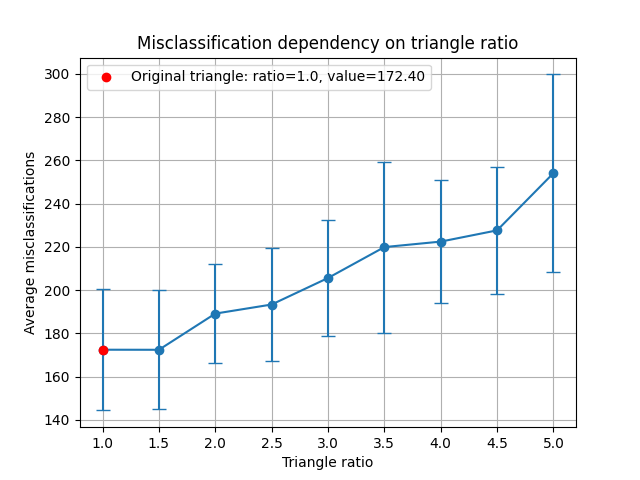 Misclassification dependency on triangle ratio
Original triangle: ratio=1.0, value=172.40
Average misclassifications
300
280
260
240
220
200
180
160
140
1.0 1.5 2.0 2.5 3.0 3.5 4.0 4.5 5.0
Triangle ratio